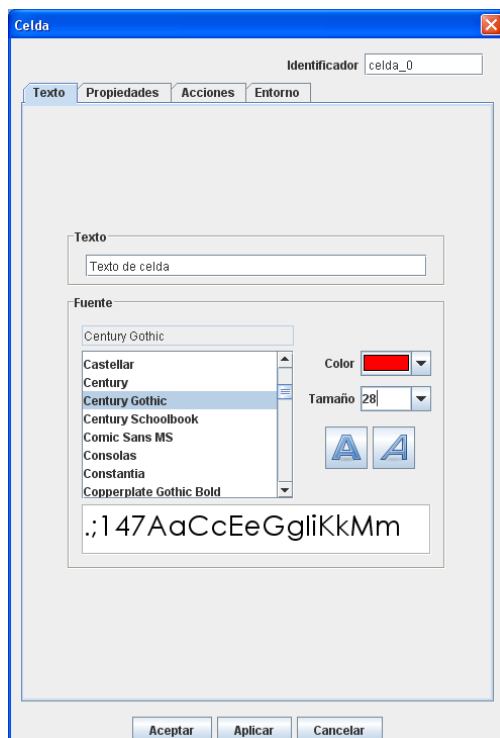 Celda
Identificador celda_0
Texto Propiedades Acciones Entorno
Texto
Texto de celda
Fuente
Century Gothic
Castellar
Century
Century Gothic
Century Schoolbook
Comic Sans MS
Consolas
Constantia
Copperplate Gothic Bold
Color
Tamaño 28
A A
.;147AaCcEeGgIiKkMm
Aceptar Aplicar Cancelar